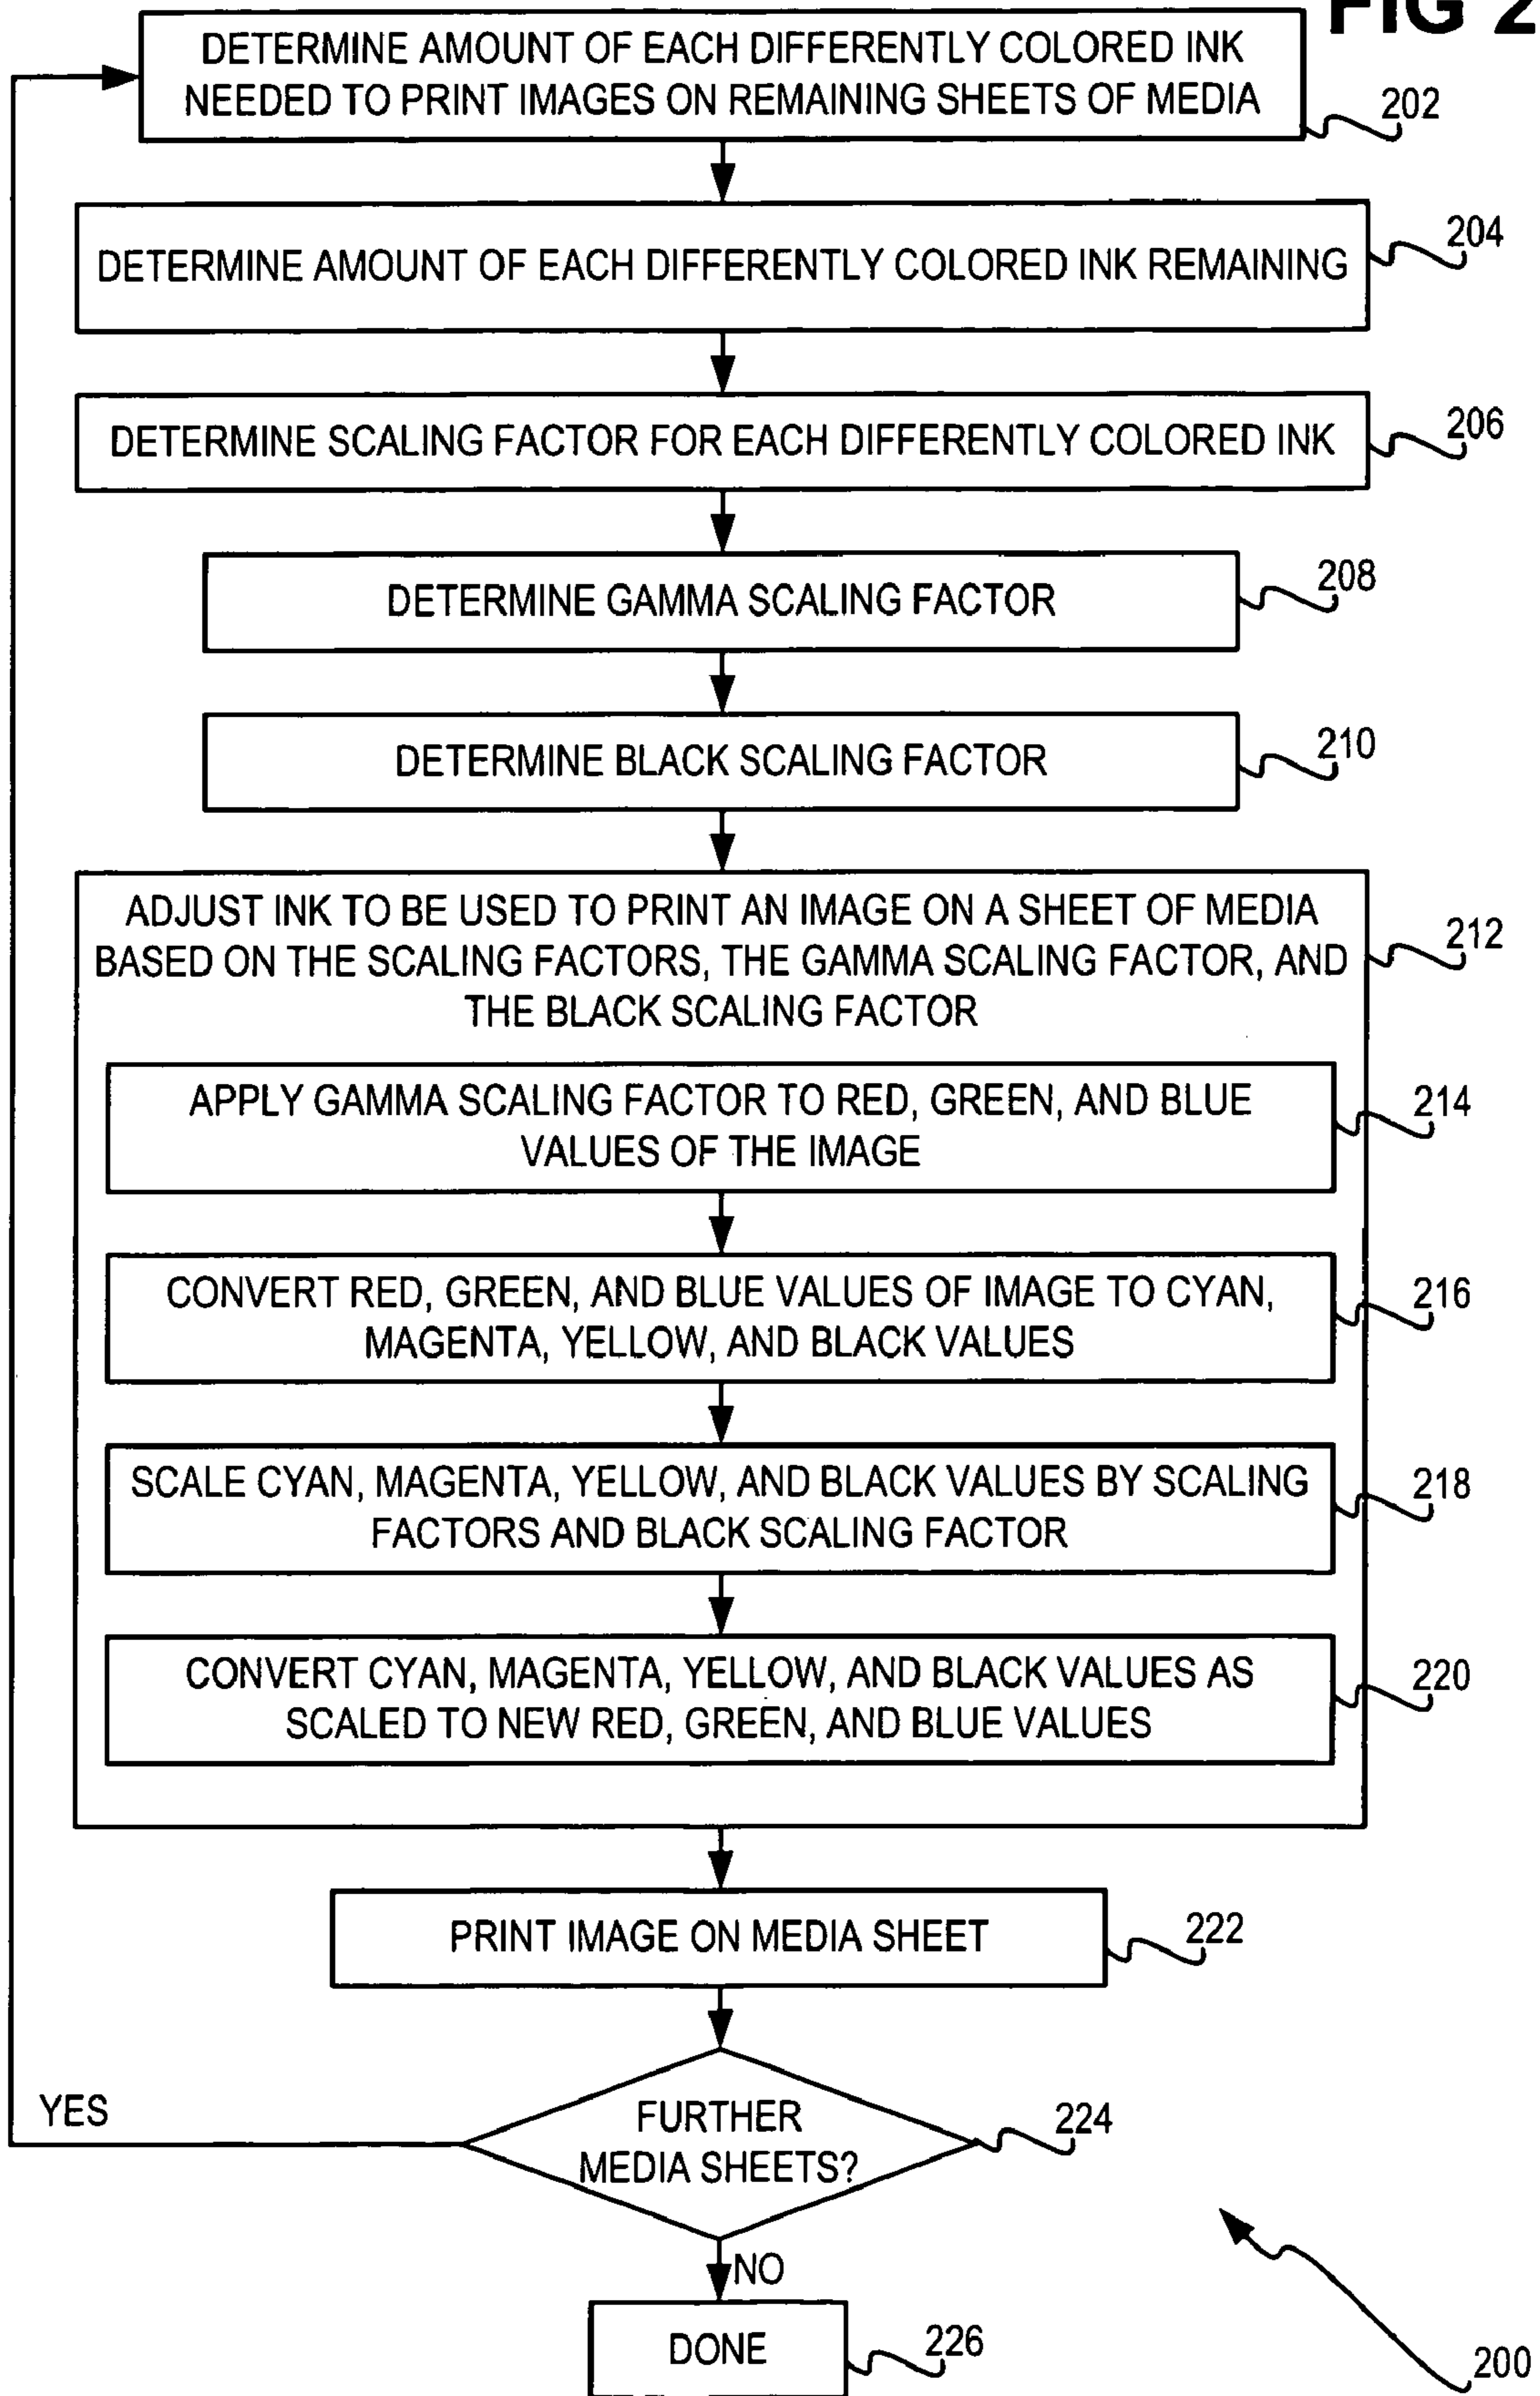 FIG 2
DETERMINE AMOUNT OF EACH DIFFERENTLY COLORED INK
NEEDED TO PRINT IMAGES ON REMAINING SHEETS OF MEDIA
202
DETERMINE AMOUNT OF EACH DIFFERENTLY COLORED INK REMAINING
204
DETERMINE SCALING FACTOR FOR EACH DIFFERENTLY COLORED INK
206
DETERMINE GAMMA SCALING FACTOR
208
DETERMINE BLACK SCALING FACTOR
210
ADJUST INK TO BE USED TO PRINT AN IMAGE ON A SHEET OF MEDIA
BASED ON THE SCALING FACTORS, THE GAMMA SCALING FACTOR, AND
THE BLACK SCALING FACTOR
212
APPLY GAMMA SCALING FACTOR TO RED, GREEN, AND BLUE
VALUES OF THE IMAGE
214
CONVERT RED, GREEN, AND BLUE VALUES OF IMAGE TO CYAN,
MAGENTA, YELLOW, AND BLACK VALUES
216
SCALE CYAN, MAGENTA, YELLOW, AND BLACK VALUES BY SCALING
FACTORS AND BLACK SCALING FACTOR
218
CONVERT CYAN, MAGENTA, YELLOW, AND BLACK VALUES AS
SCALED TO NEW RED, GREEN, AND BLUE VALUES
220
PRINT IMAGE ON MEDIA SHEET
222
YES
FURTHER
MEDIA SHEETS?
224
NO
DONE
226
200